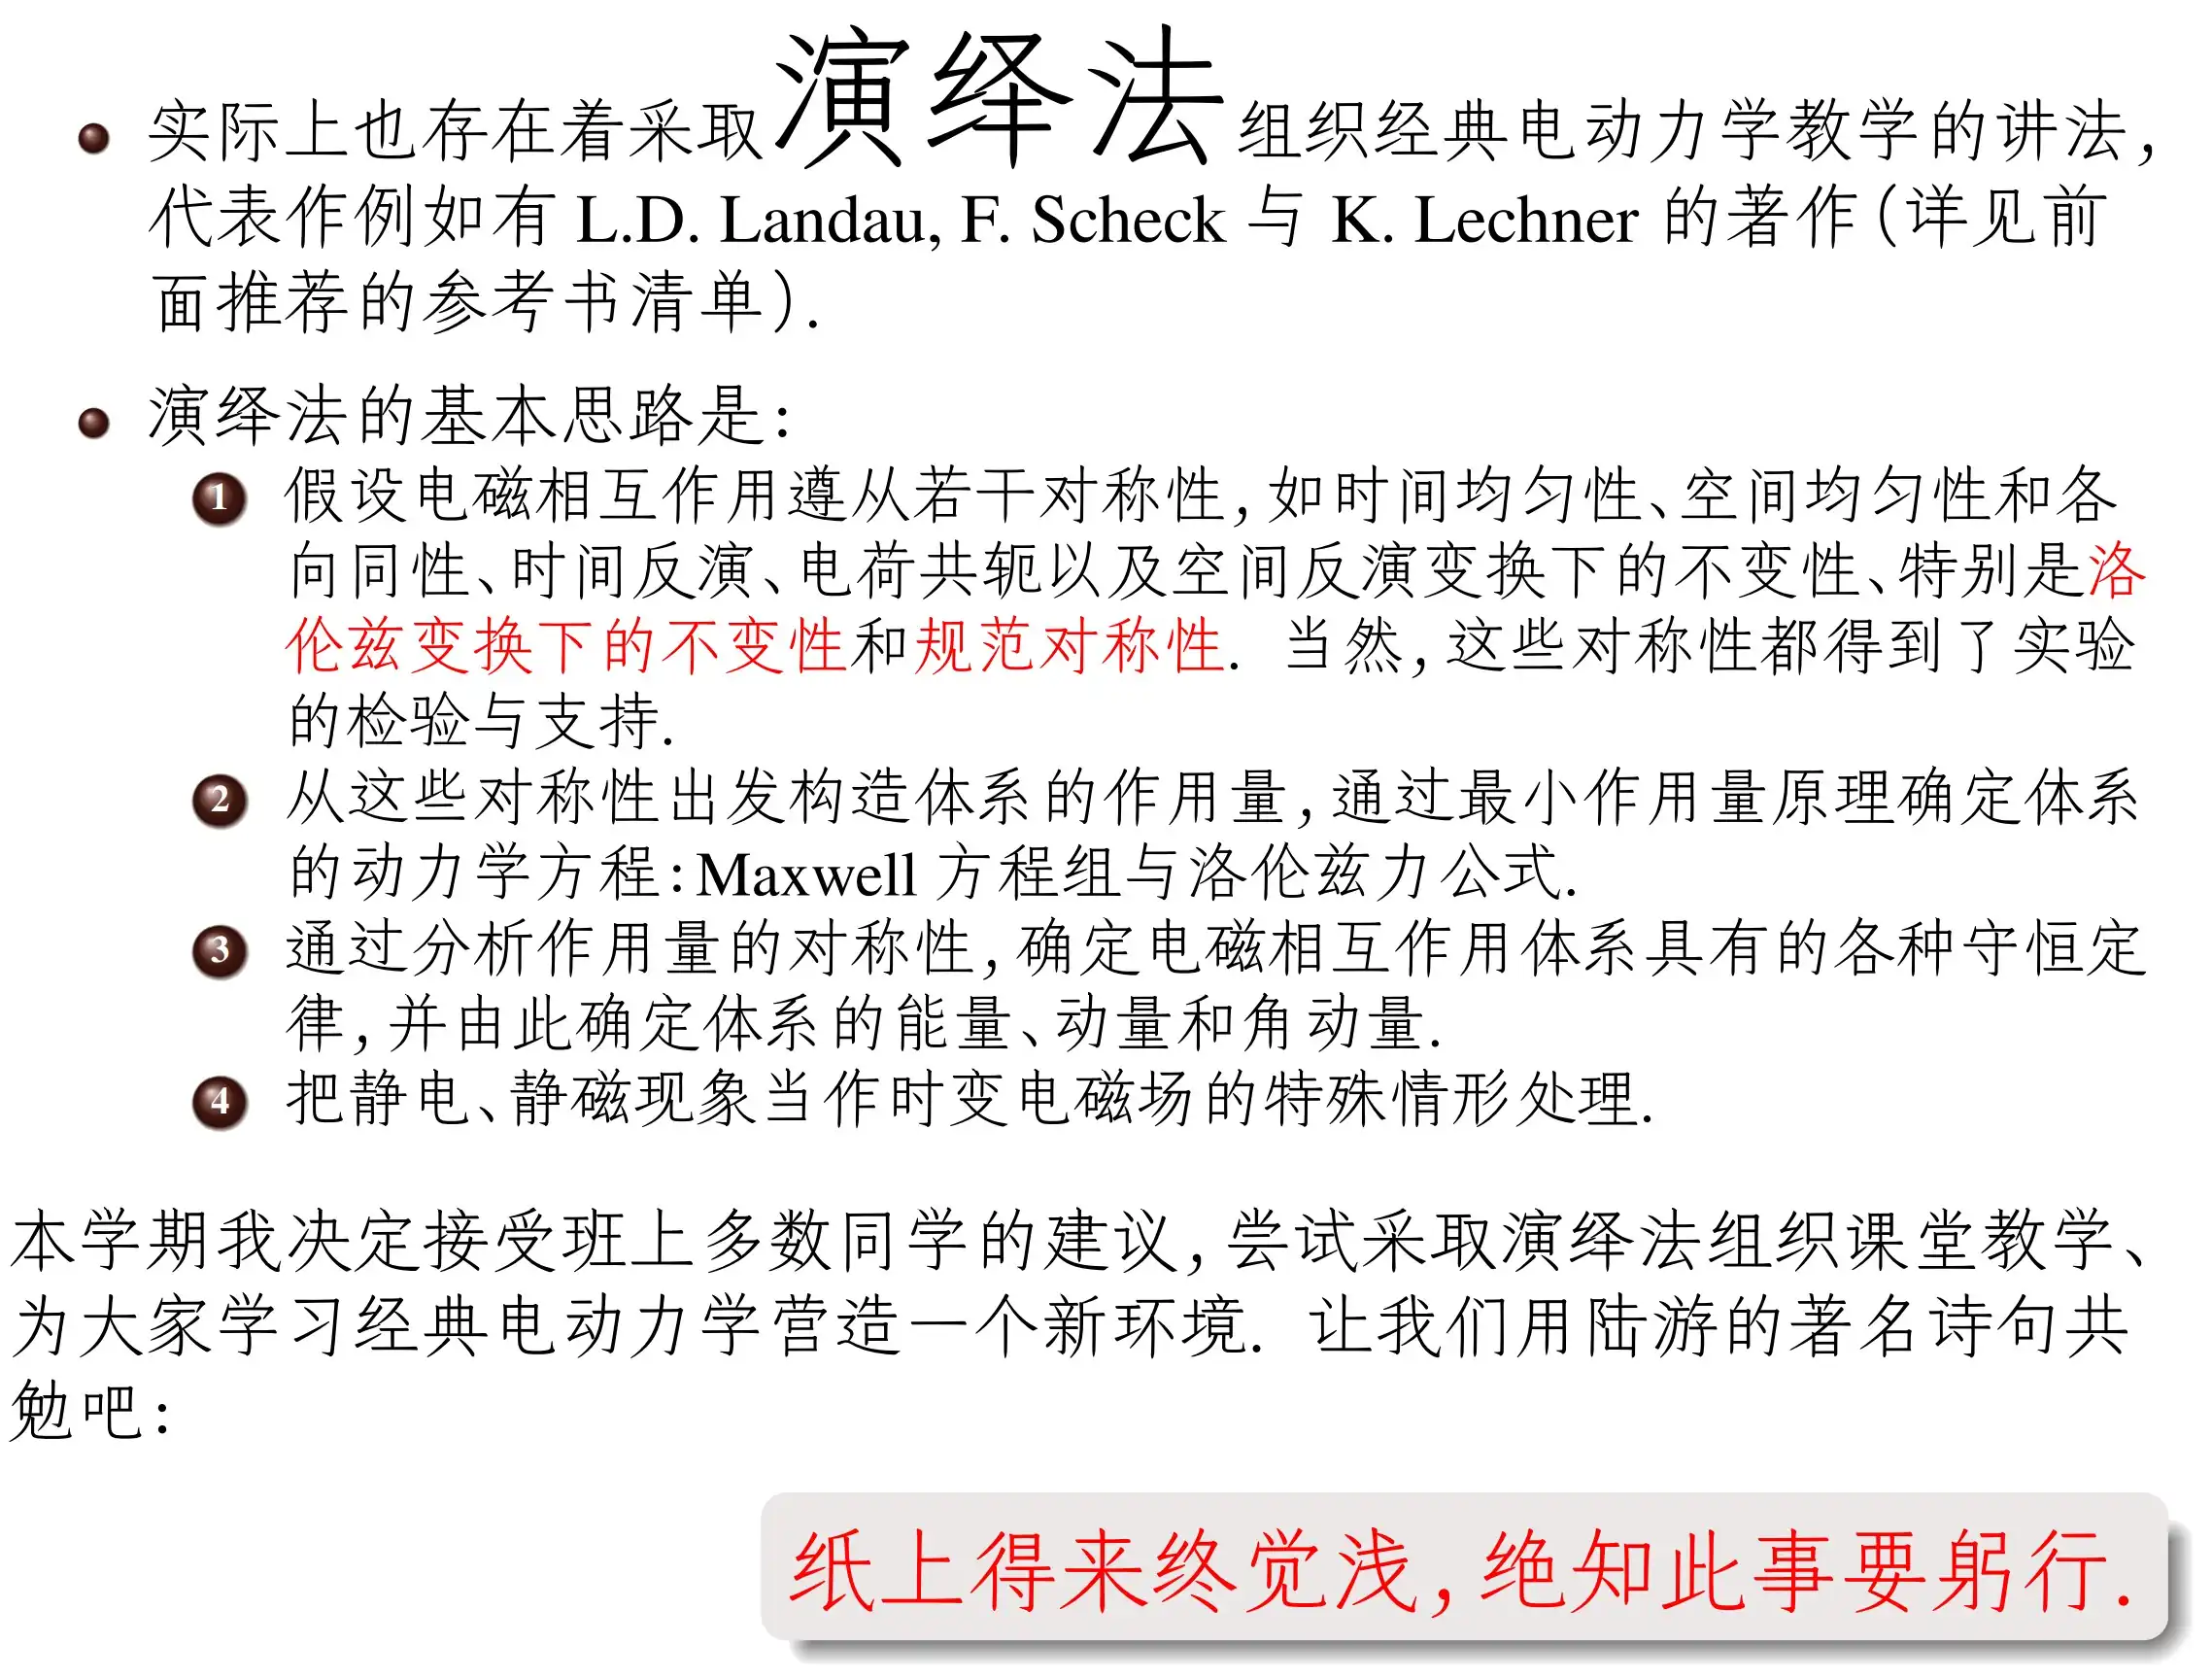 实际上也存在着采取演绎法组织经典电动力学教学的讲法,
代表作例如有 L.D. Landau, F. Scheck 与 K. Lechner 的著作(详见前
面推荐的参考书清单).
演绎法的基本思路是:
1 假设电磁相互作用遵从若干对称性, 如时间均匀性、空间均匀性和各
向同性、时间反演、电荷共轭以及空间反演变换下的不变性、特别是洛
伦兹变换下的不变性和规范对称性. 当然, 这些对称性都得到了实验
的检验与支持.
2 从这些对称性出发构造体系的作用量, 通过最小作用量原理确定体系
的动力学方程: Maxwell 方程组与洛伦兹力公式.
3 通过分析作用量的对称性, 确定电磁相互作用体系具有的各种守恒定
律, 并由此确定体系的能量、动量和角动量.
4 把静电、静磁现象当作时变电磁场的特殊情形处理.
本学期我决定接受班上多数同学的建议, 尝试采取演绎法组织课堂教学、
为大家学习经典电动力学营造一个新环境. 让我们用陆游的著名诗句共
勉吧:
纸上得来终觉浅, 绝知此事要躬行.